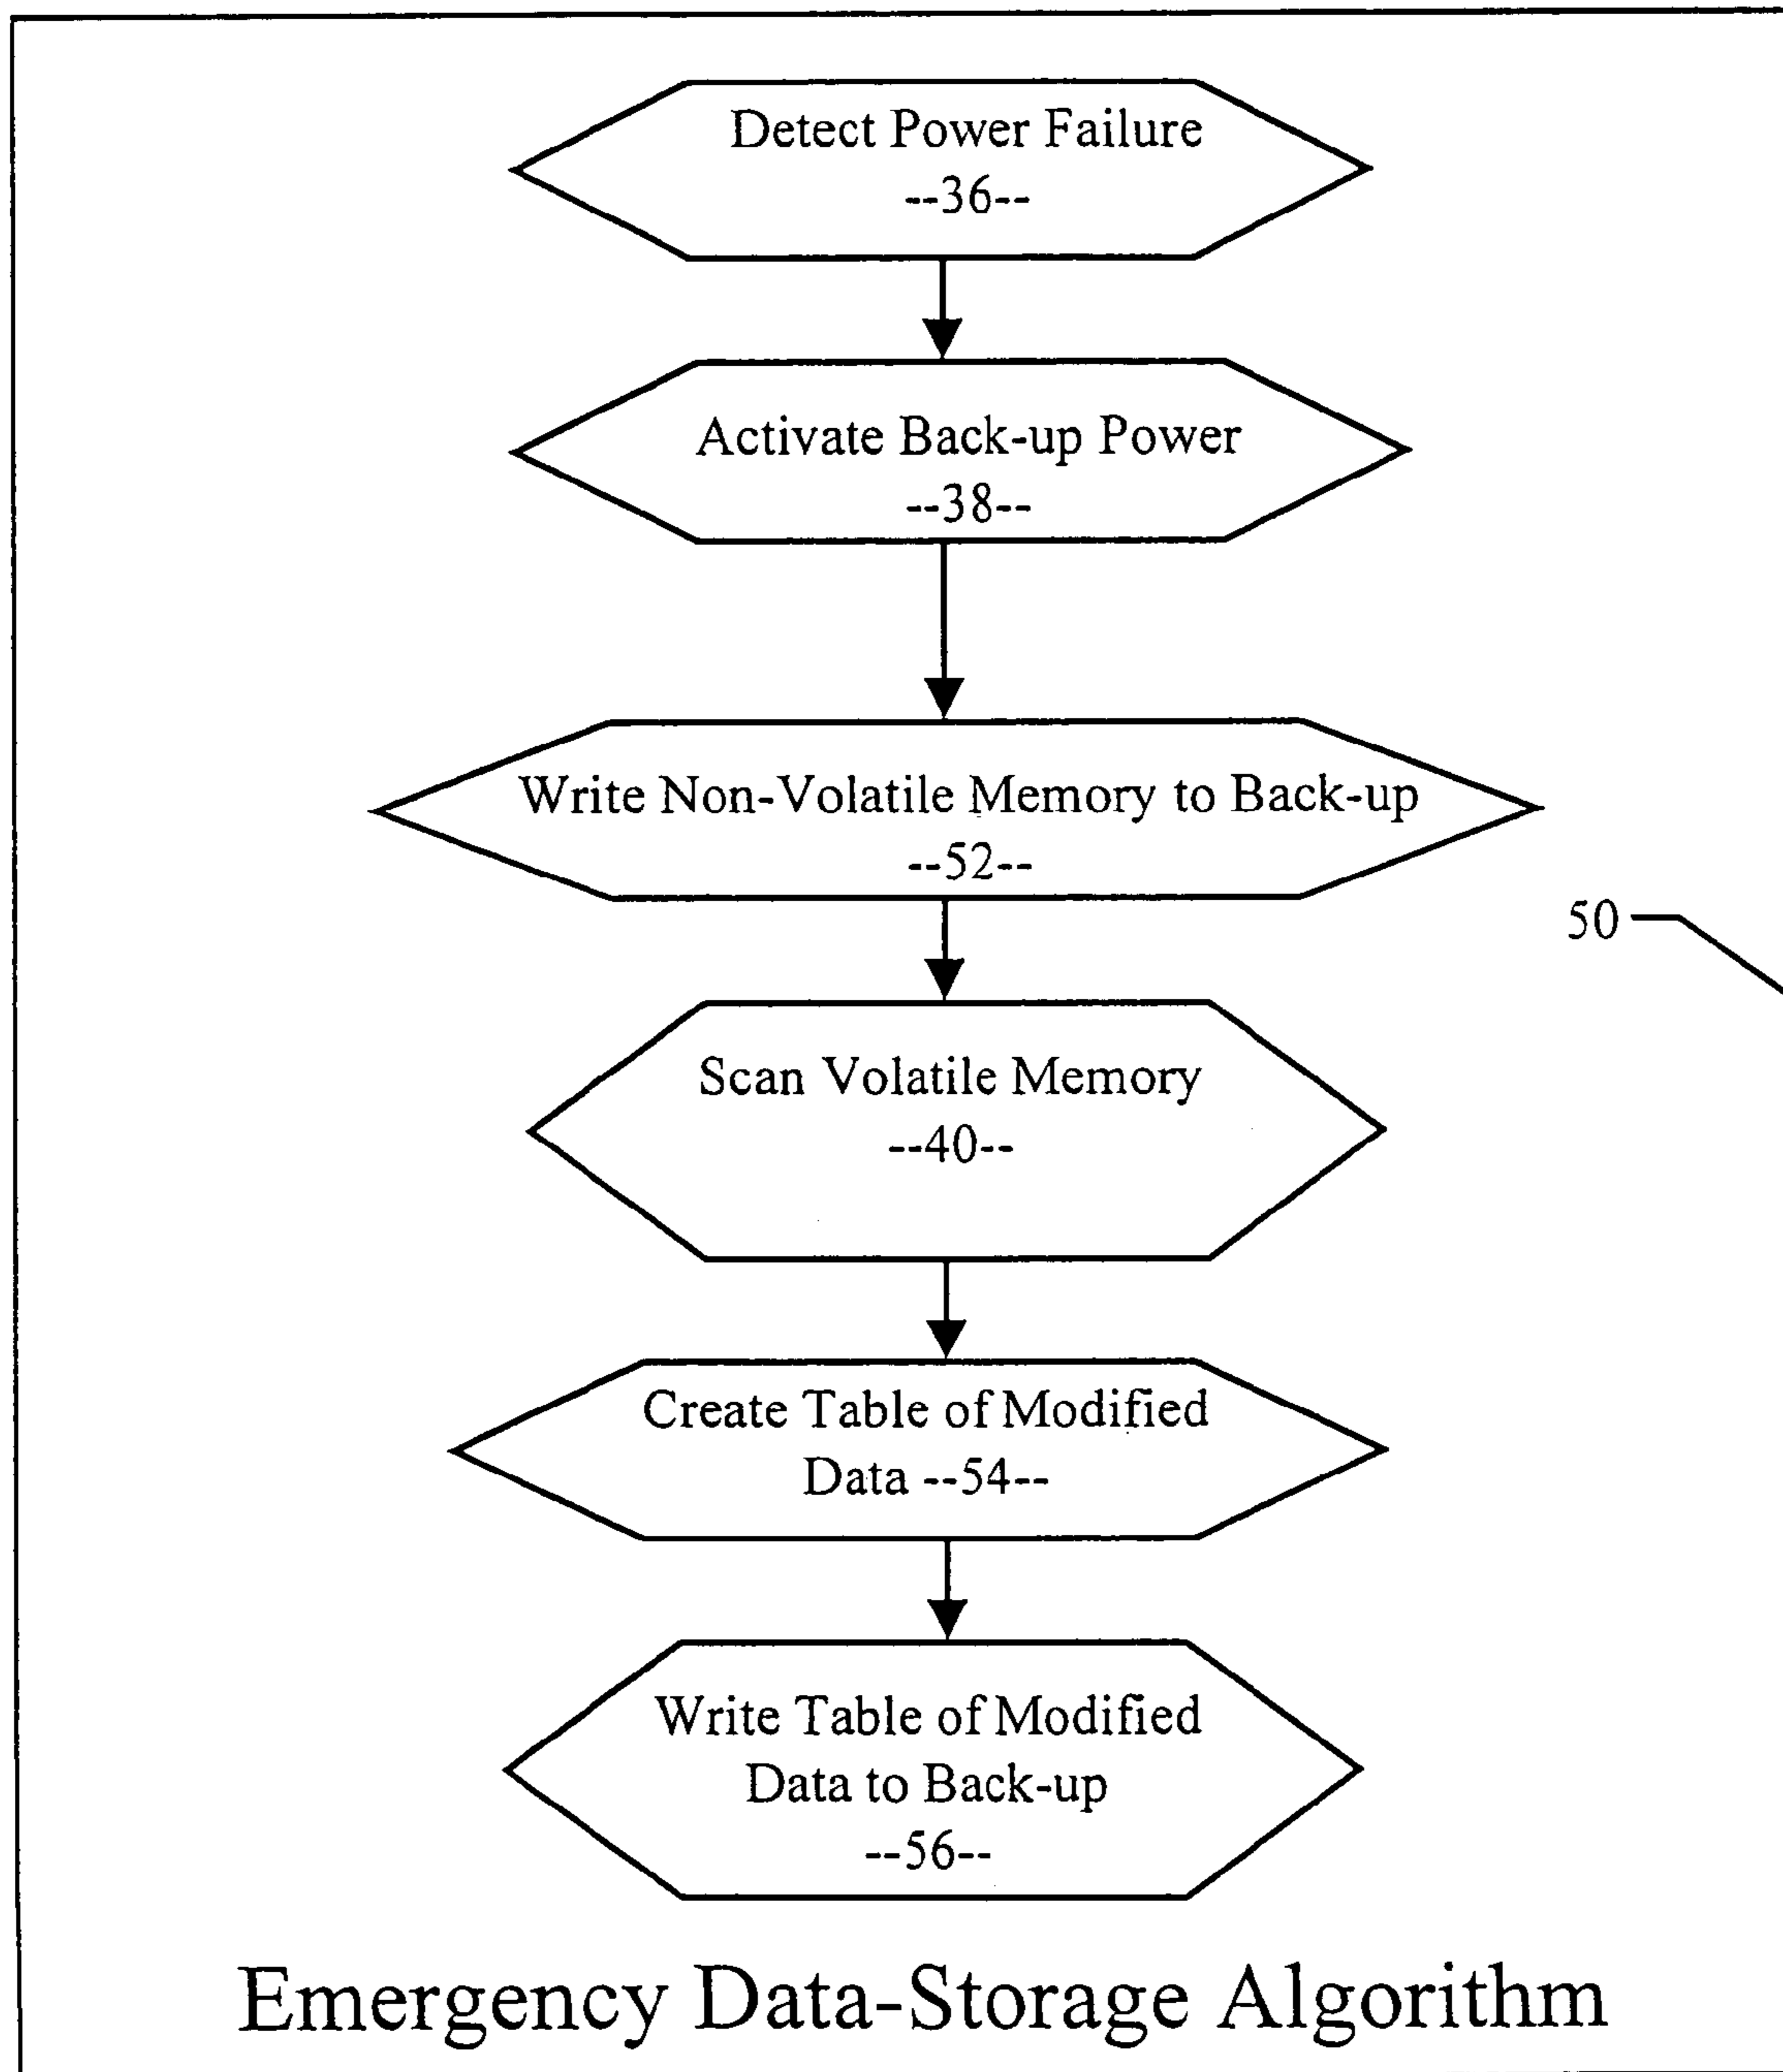 Detect Power Failure
--36--
Activate Back-up Power
--38--
Write Non-Volatile Memory to Back-up
--52--
50
Scan Volatile Memory
--40--
Create Table of Modified
Data --54--
Write Table of Modified
Data to Back-up
--56--
Emergency Data-Storage Algorithm